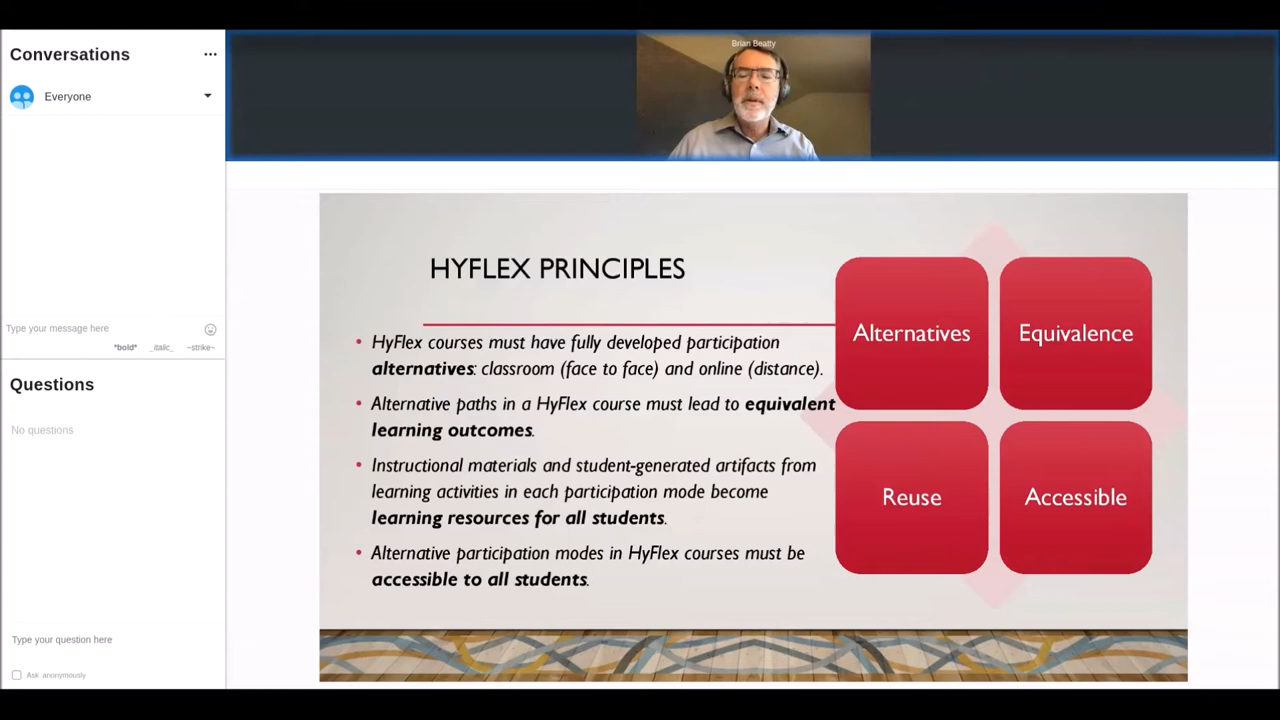 Conversations
Everyone
Type your message here
*bold* _italic_ ~strike~
Questions
No questions
Type your question here
Ask anonymously
Brian Beatty
HYFLEX PRINCIPLES
• HyFlex courses must have fully developed participation
alternatives: classroom (face to face) and online (distance).
• Alternative paths in a HyFlex course must lead to equivalent
learning outcomes.
• Instructional materials and student-generated artifacts from
learning activities in each participation mode become
learning resources for all students.
• Alternative participation modes in HyFlex courses must be
accessible to all students.
Alternatives
Equivalence
Reuse
Accessible